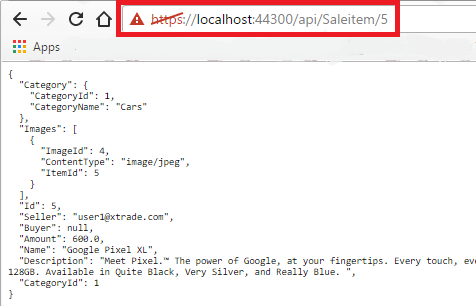 https://localhost:44300/api/Saleitem/5
Apps
{
"Category": {
"CategoryId": 1,
"CategoryName": "Cars"
},
"Images": [
{
"ImageId": 4,
"ContentType": "image/jpeg",
"ItemId": 5
}
],
"Id": 5,
"Seller": "user1@xtrade.com",
"Buyer": null,
"Amount": 600.0,
"Name": "Google Pixel XL",
"Description": "Meet Pixel.™ The power of Google, at your fingertips. Every touch, eve
128GB. Available in Quite Black, Very Silver, and Really Blue. ",
"CategoryId": 1
}